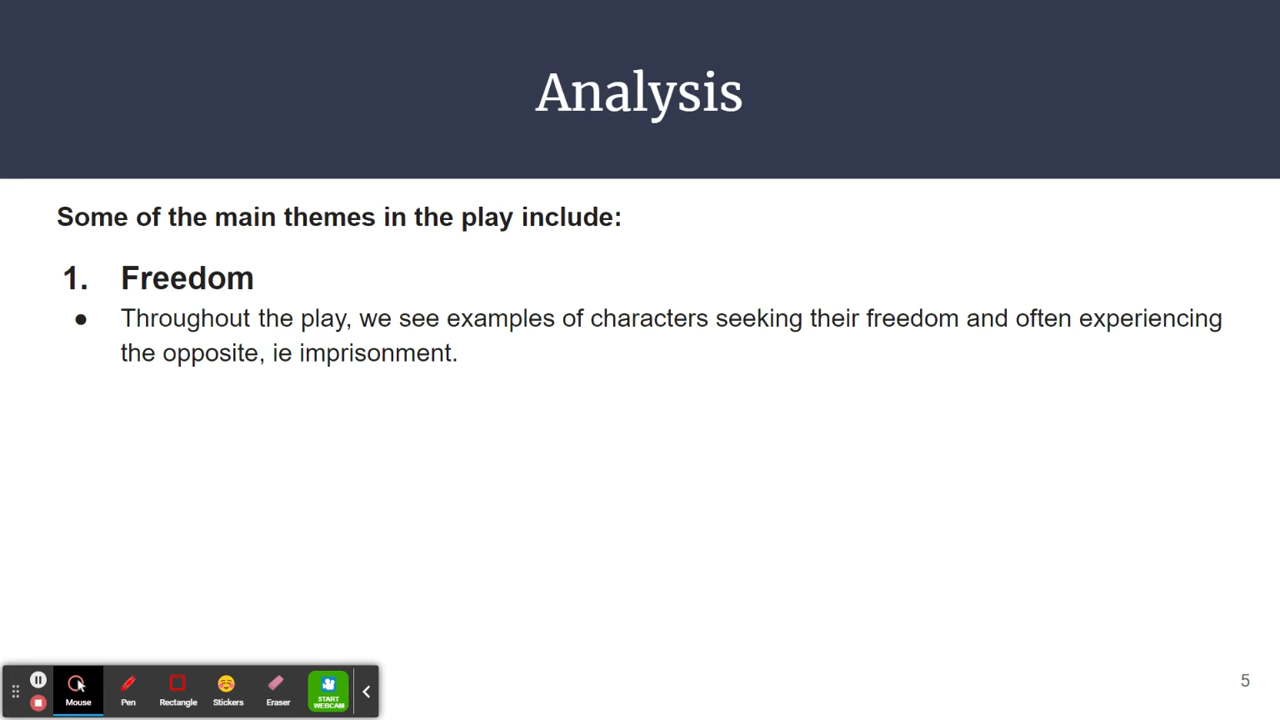 Analysis
Some of the main themes in the play include:
1. Freedom
● Throughout the play, we see examples of characters seeking their freedom and often experiencing
the opposite, ie imprisonment.
5
Mouse
Pen
Rectangle
Stickers
Eraser
START
WEBCAM